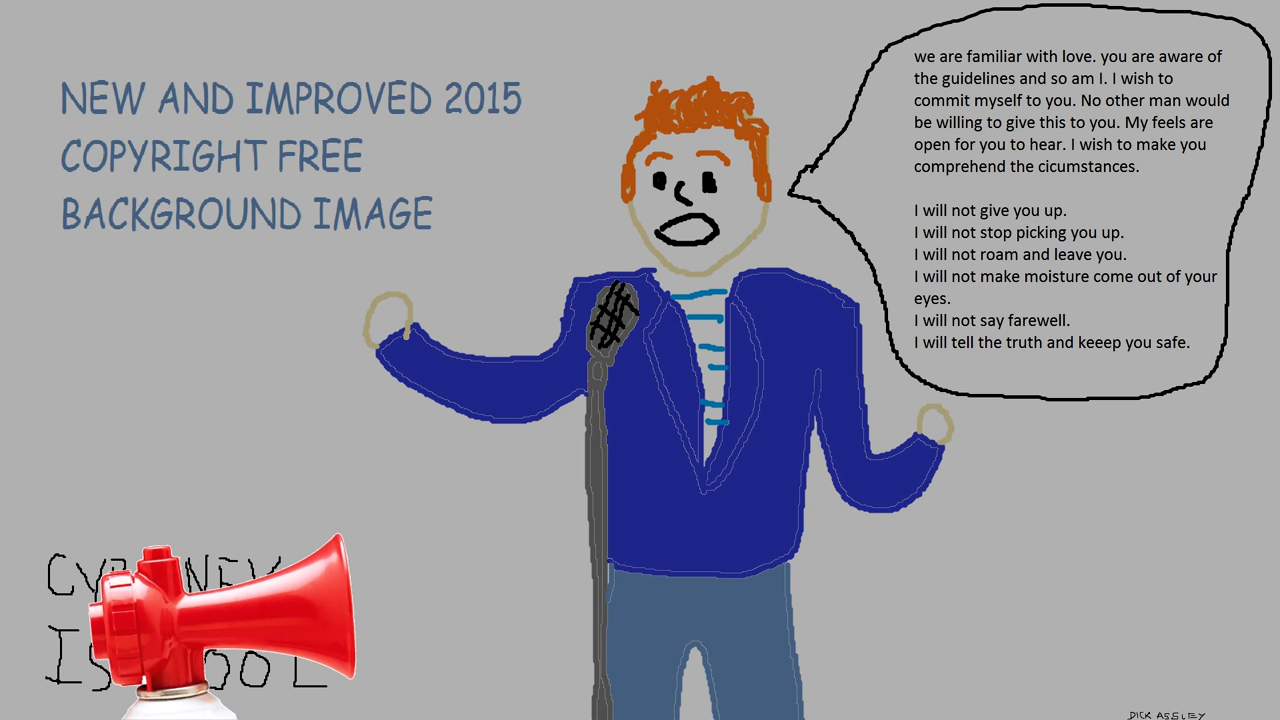 NEW AND IMPROVED 2015
COPYRIGHT FREE
BACKGROUND IMAGE
we are familiar with love. you are aware of
the guidelines and so am I. I wish to
commit myself to you. No other man would
be willing to give this to you. My feels are
open for you to hear. I wish to make you
comprehend the cicumstances.
I will not give you up.
I will not stop picking you up.
I will not roam and leave you.
I will not make moisture come out of your
eyes.
I will not say farewell.
I will tell the truth and keeep you safe.
DICK ASSLEY